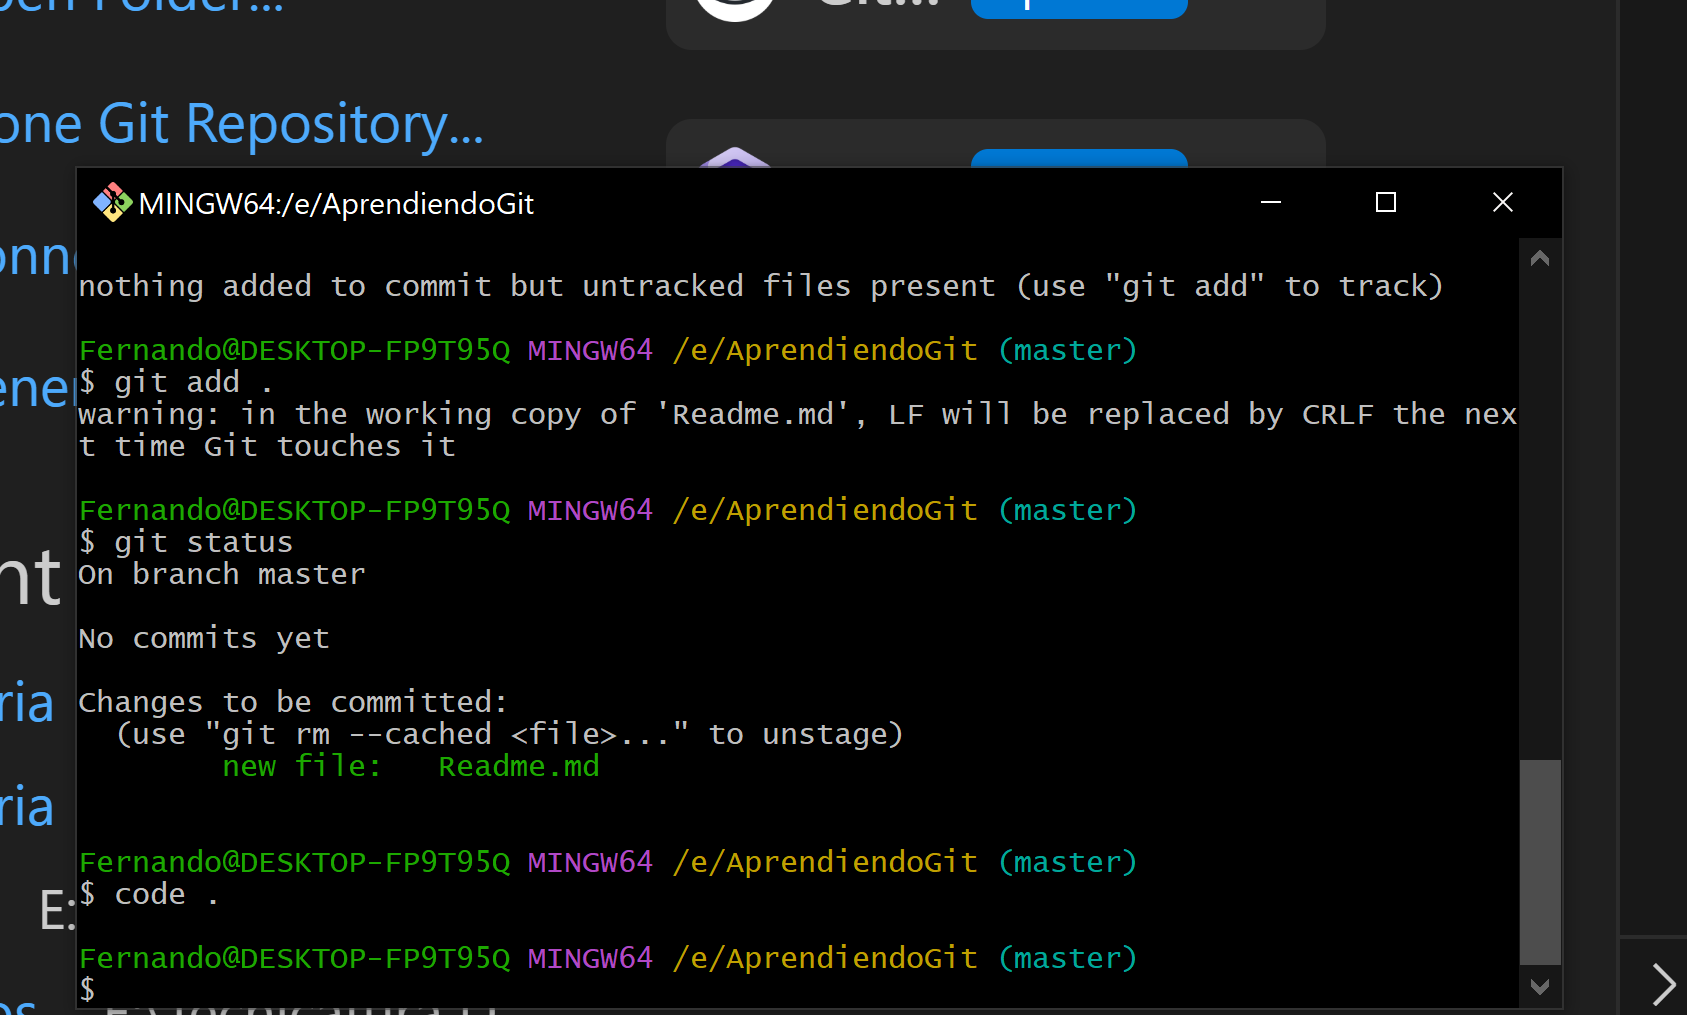 Git Repository...
MINGW64:/e/AprendiendoGit
nothing added to commit but untracked files present (use "git add" to track)
Fernando@DESKTOP-FP9T95Q MINGW64 /e/AprendiendoGit (master)
$ git add .
warning: in the working copy of 'Readme.md', LF will be replaced by CRLF the nex
t time Git touches it
Fernando@DESKTOP-FP9T95Q MINGW64 /e/AprendiendoGit (master)
$ git status
On branch master
No commits yet
Changes to be committed:
(use "git rm --cached <file>..." to unstage)
new file:   Readme.md
Fernando@DESKTOP-FP9T95Q MINGW64 /e/AprendiendoGit (master)
$ code .
E:
Fernando@DESKTOP-FP9T95Q MINGW64 /e/AprendiendoGit (master)
$